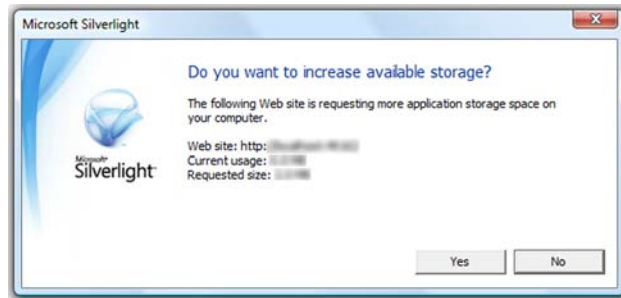 Microsoft Silverlight
Do you want to increase available storage?
The following Web site is requesting more application storage space on
your computer.
Web site: http:
Current usage:
Requested size:
Microsoft
Silverlight
Yes
No